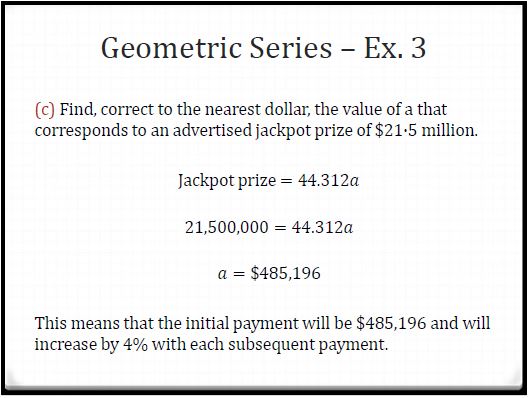 Geometric Series – Ex. 3
(c) Find, correct to the nearest dollar, the value of a that
corresponds to an advertised jackpot prize of $21·5 million.
Jackpot prize = 44.312𝑎
21,500,000 = 44.312𝑎
𝑎 = $485,196
This means that the initial payment will be $485,196 and will
increase by 4% with each subsequent payment.